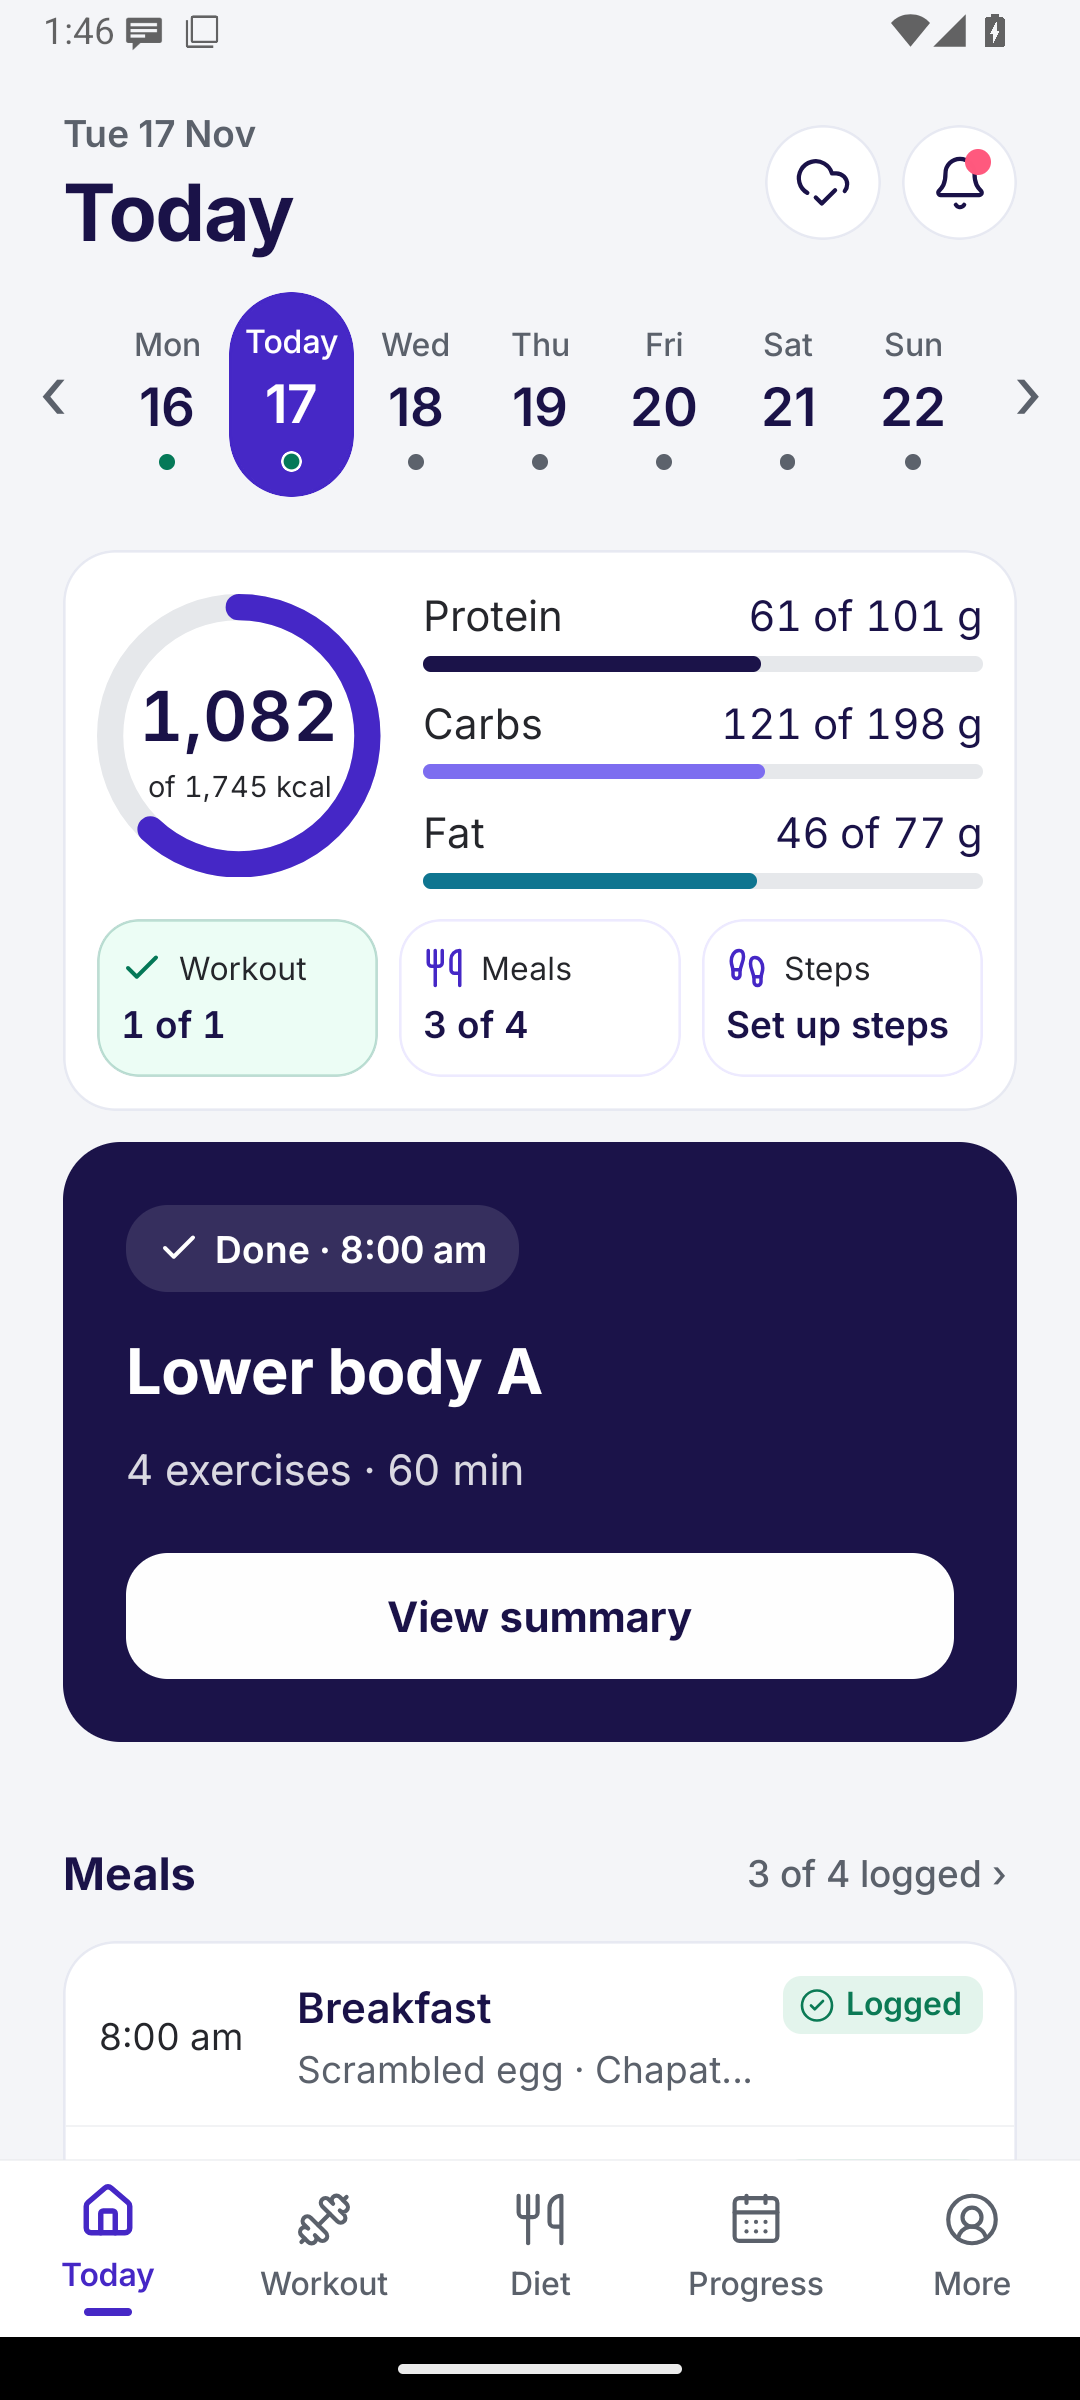 1:46
Tue 17 Nov
Today
Mon Today Wed Thu Fri Sat Sun
16 17 18 19 20 21 22
Protein 61 of 101 g
1,082
of 1,745 kcal
Carbs 121 of 198 g
Fat 46 of 77 g
Workout
1 of 1
Meals
3 of 4
Steps
Set up steps
Done · 8:00 am
Lower body A
4 exercises · 60 min
View summary
Meals 3 of 4 logged ›
8:00 am
Breakfast
Logged
Scrambled egg · Chapat...
Today Workout Diet Progress More